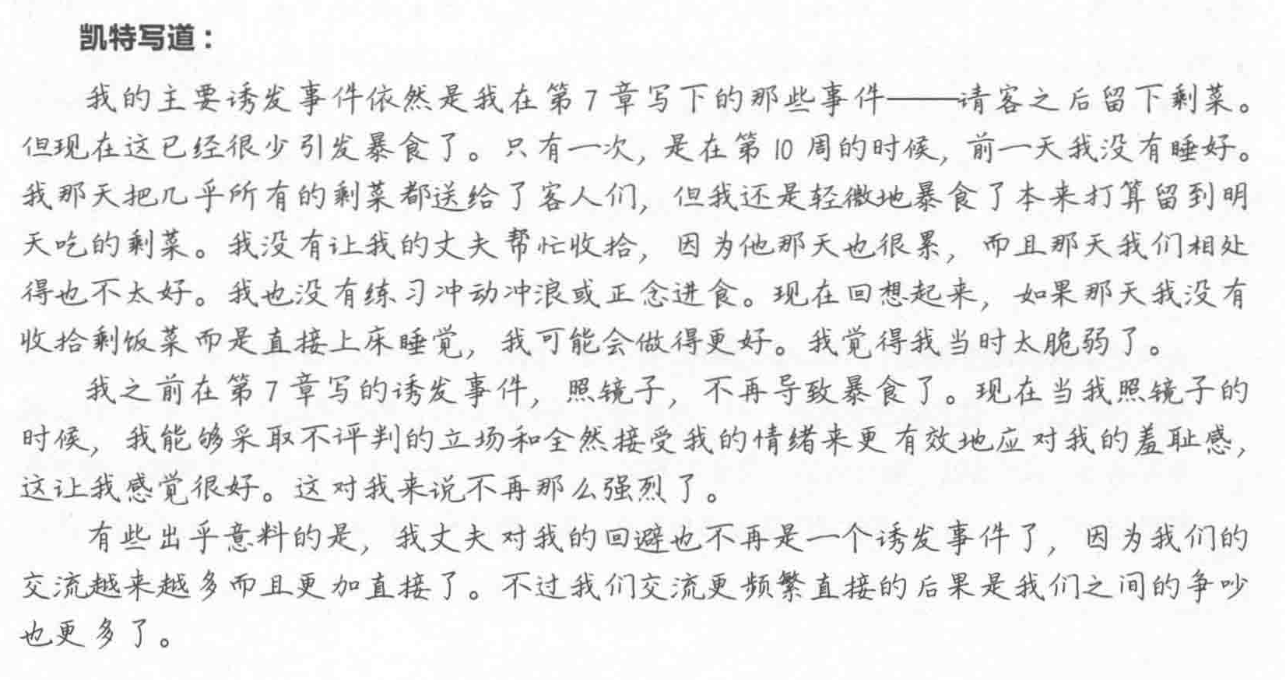 凯特写道：
我的主要诱发事件依然是我在第7章写下的那些事件——请客之后留下剩菜。
但现在这已经很少引发暴食了。只有一次，是在第10周的时候，前一天我没有睡好。
我那天把几乎所有的剩菜都送给了客人们，但我还是轻微地暴食了本来打算留到明
天吃的剩菜。我没有让我的丈夫帮忙收拾，因为他那天也很累，而且那天我们相处
得也不太好。我也没有练习冲动冲浪或正念进食。现在回想起来，如果那天我没有
收拾剩饭菜而是直接上床睡觉，我可能会做得更好。我觉得我当时太脆弱了。
我之前在第7章写的诱发事件，照镜子，不再导致暴食了。现在当我照镜子的
时候，我能够采取不评判的立场和全然接受我的情绪来更有效地应对我的羞耻感，
这让我感觉很好。这对我来说不再那么强烈了。
有些出乎意料的是，我丈夫对我的回避也不再是一个诱发事件了，因为我们的
交流越来越多而且更加直接了。不过我们交流更频繁直接的后果是我们之间的争吵
也更多了。